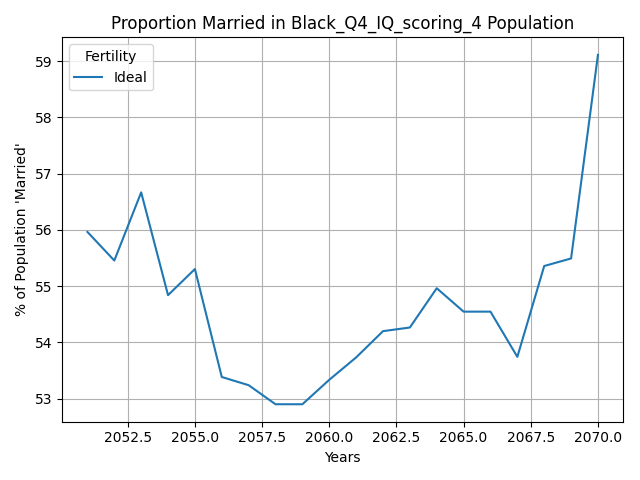 Proportion Married in Black_Q4_IQ_scoring_4 Population
Fertility
Ideal
% of Population 'Married'
59
58
57
56
55
54
53
2052.5 2055.0 2057.5 2060.0 2062.5 2065.0 2067.5 2070.0
Years